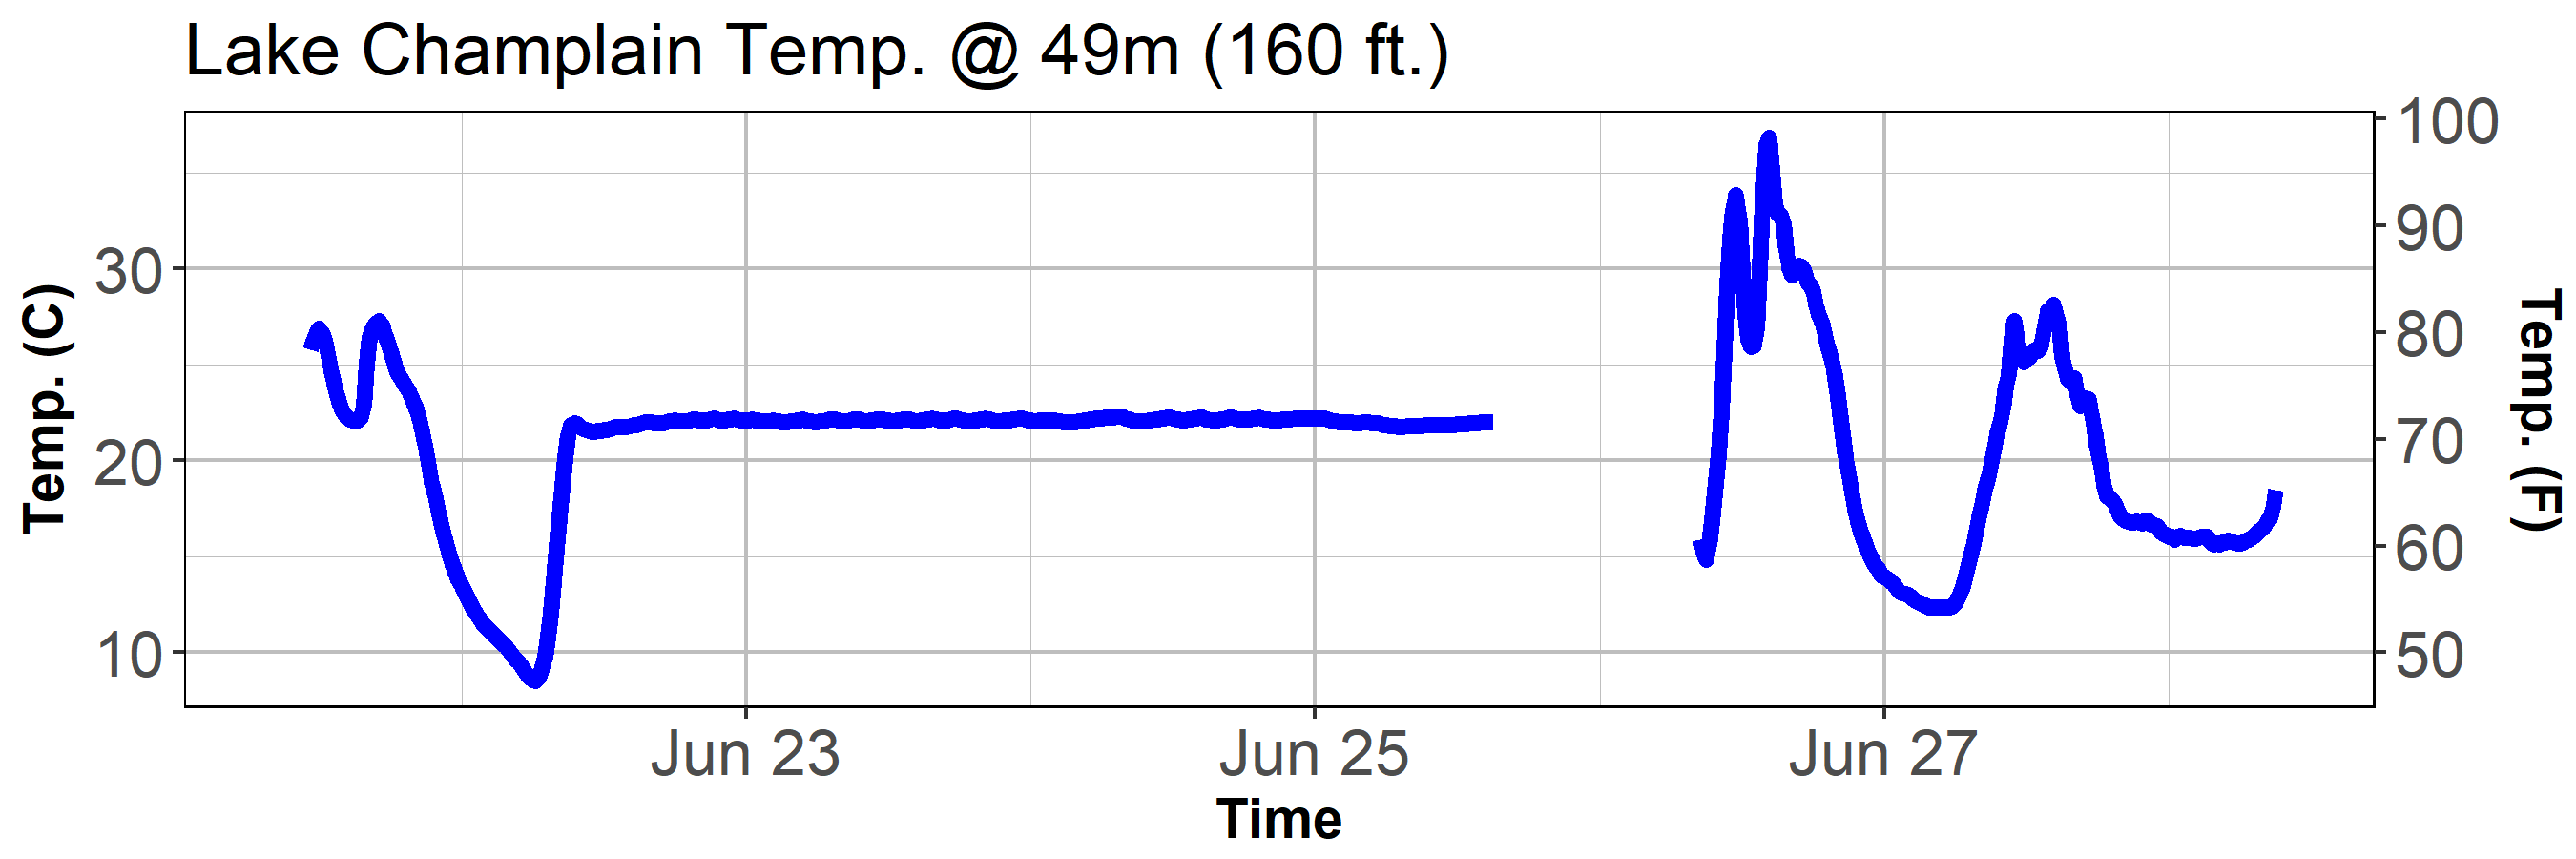 Lake Champlain Temp. @ 49m (160 ft.)
Temp. (C)
30
20
10
100
90
80
70
60
50
Temp. (F)
Jun 23
Jun 25
Jun 27
Time